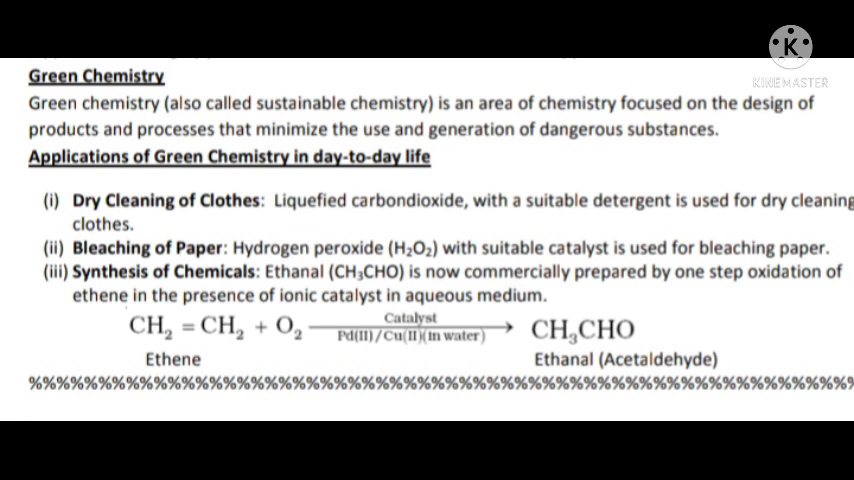 K
KINEMASTER
Green Chemistry
Green chemistry (also called sustainable chemistry) is an area of chemistry focused on the design of
products and processes that minimize the use and generation of dangerous substances.
Applications of Green Chemistry in day-to-day life
(i) Dry Cleaning of Clothes: Liquefied carbondioxide, with a suitable detergent is used for dry cleaning
clothes.
(ii) Bleaching of Paper: Hydrogen peroxide (H₂O₂) with suitable catalyst is used for bleaching paper.
(iii) Synthesis of Chemicals: Ethanal (CH₃CHO) is now commercially prepared by one step oxidation of
ethene in the presence of ionic catalyst in aqueous medium.
CH₂ = CH₂ + O₂ Catalyst Pd(II)/Cu(II)(in water) → CH₃CHO
Ethene Ethanal (Acetaldehyde)
%%%%%%%%%%%%%%%%%%%%%%%%%%%%%%%%%%%%%%%%%%%%%%%%%%%%%%%%%%%%